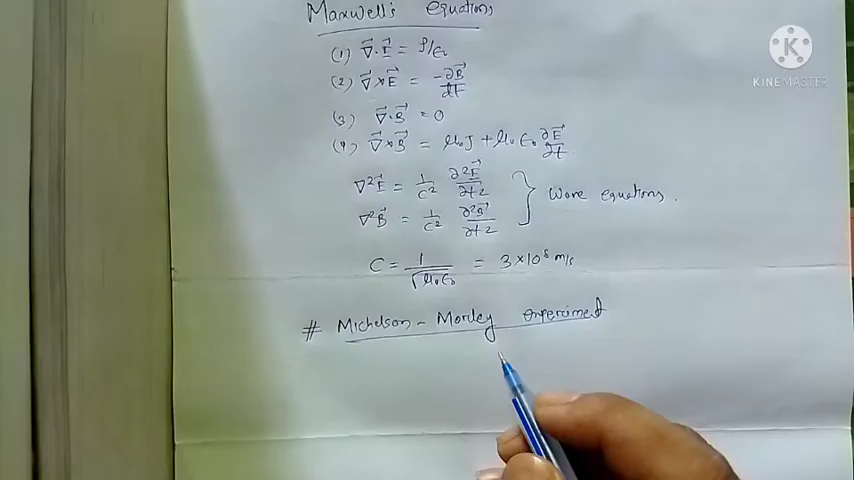 Maxwell's equations
(1) ∇⃗·E⃗ = ρ/ε₀
(2) ∇⃗×E⃗ = -∂B⃗/∂t
(3) ∇⃗·B⃗ = 0
(4) ∇⃗×B⃗ = μ₀J + μ₀ε₀ ∂E⃗/∂t
∇²E⃗ = 1/c² ∂²E⃗/∂t²
∇²B⃗ = 1/c² ∂²B⃗/∂t²
} Wave equations.
C = 1/√μ₀ε₀ = 3×10⁸ m/s
# Michelson - Morley experiment
K
KINEMASTER